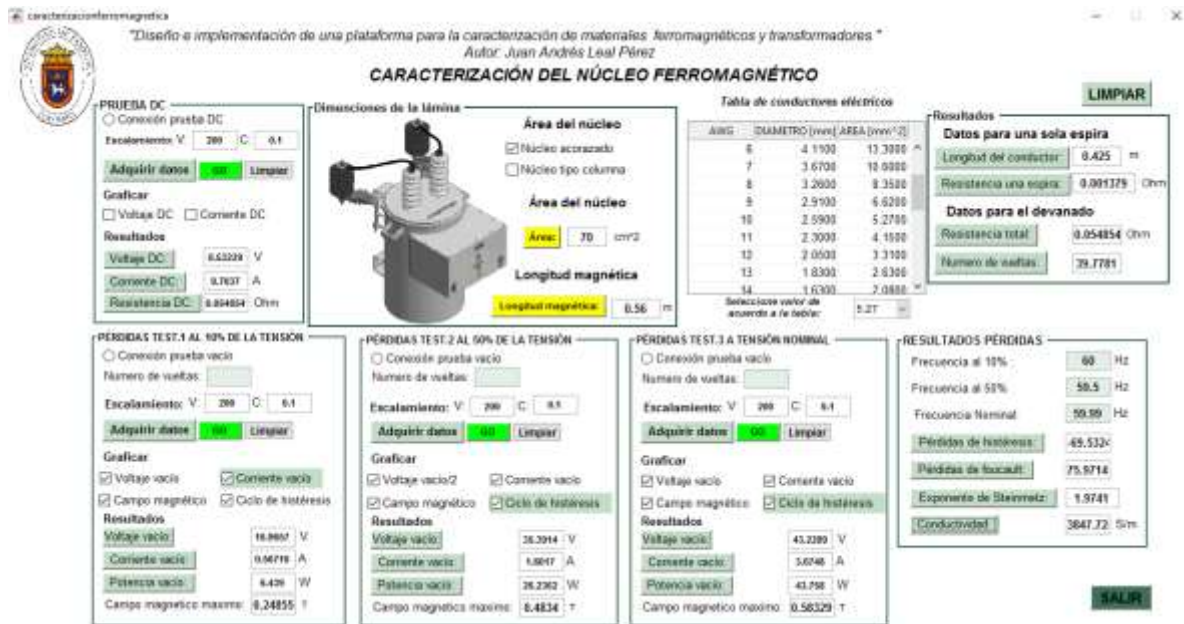 caracterizacionferromagnetica
"Diseño e implementación de una plataforma para la caracterización de materiales ferromagnéticos y transformadores "
Autor: Juan Andrés Leal Pérez
CARACTERIZACIÓN DEL NÚCLEO FERROMAGNÉTICO
LIMPIAR
PRUEBA DC
Conexión prueba DC
Escalamiento: V: 200 C: 0.1
Adquirir datos GO Limpiar
Graficar
Voltaje DC Corriente DC
Resultados
Voltaje DC: V
Corriente DC: 0.7037 A
Resistencia DC: 0.054854 Ohm
Dimensiones de la lámina
Área del núcleo
Núcleo acorazado
Núcleo tipo columna
Área del núcleo
Área: 70 cm^2
Longitud magnética
Longitud magnética: 0.56 m
Tabla de conductores eléctricos
AWG DIAMETRO [mm] AREA [mm^2]
6 4.1100 13.3000
7 3.6700 10.6000
8 3.2600 8.3500
9 2.9100 6.6200
10 2.5900 5.2700
11 2.3000 4.1500
12 2.0500 3.3100
13 1.8300 2.6300
14 1.6300 2.0800
Seleccione valor de
acuerdo a la tabla: 5.27
Resultados
Datos para una sola espira
Longitud del conductor: 0.425 m
Resistencia una espira: 0.001379 Ohm
Datos para el devanado
Resistencia total: 0.054854 Ohm
Numero de vueltas: 39.7781
PÉRDIDAS TEST.1 AL 10% DE LA TENSIÓN
Conexión prueba vacío
Numero de vueltas:
Escalamiento: V: 200 C: 0.1
Adquirir datos GO Limpiar
Graficar
Voltaje vacío Corriente vacío
Campo magnético Ciclo de histéresis
Resultados
Voltaje vacío: V
Corriente vacío: A
Potencia vacío: 6.439 W
Campo magnetico maximo: 0.24855 T
PÉRDIDAS TEST.2 AL 50% DE LA TENSIÓN
Conexión prueba vacío
Numero de vueltas:
Escalamiento: V: 200 C: 0.1
Adquirir datos GO Limpiar
Graficar
Voltaje vacío/2 Corriente vacío
Campo magnético Ciclo de histéresis
Resultados
Voltaje vacío: V
Corriente vacío: A
Potencia vacío: 26.2362 W
Campo magnetico maximo: 0.4834 T
PÉRDIDAS TEST.3 A TENSIÓN NOMINAL
Conexión prueba vacío
Numero de vueltas:
Escalamiento: V: 200 C: 0.1
Adquirir datos GO Limpiar
Graficar
Voltaje vacío Corriente vacío
Campo magnético Ciclo de histéresis
Resultados
Voltaje vacío: V
Corriente vacío: A
Potencia vacío: 43.758 W
Campo magnetico maximo: 0.58329 T
RESULTADOS PÉRDIDAS
Frecuencia al 10% 60 Hz
Frecuencia al 50% 59.5 Hz
Frecuencia Nominal 59.99 Hz
Pérdidas de histéresis:
Pérdidas de foucault: 75.9714
Exponente de Steinmetz: 1.9741
Conductividad: 3847.72 S/m
SALIR